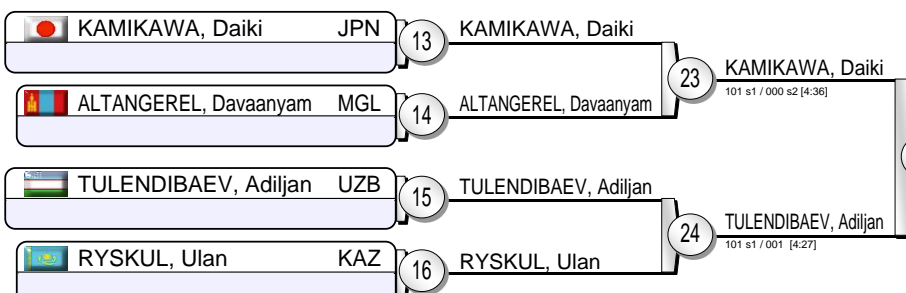 KAMIKAWA, Daiki JPN
13
KAMIKAWA, Daiki
ALTANGEREL, Davaanyam MGL
14
ALTANGEREL, Davaanyam
23
KAMIKAWA, Daiki
101 s1 / 000 s2 [4:36]
TULENDIBAEV, Adiljan UZB
15
TULENDIBAEV, Adiljan
RYSKUL, Ulan KAZ
16
RYSKUL, Ulan
24
TULENDIBAEV, Adiljan
101 s1 / 001 [4:27]